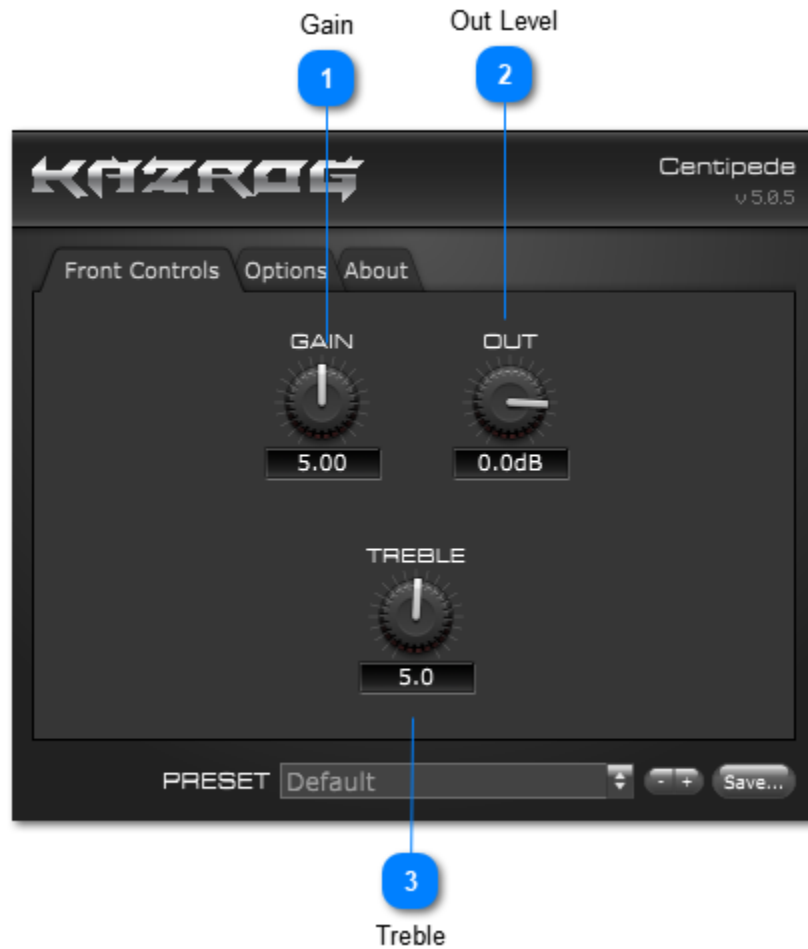 Gain
Out Level
1
2
KAZROG
Centipede
v 5.0.5
Front Controls
Options
About
GAIN
OUT
5.00
0.0dB
TREBLE
5.0
PRESET
Default
- +
Save...
3
Treble